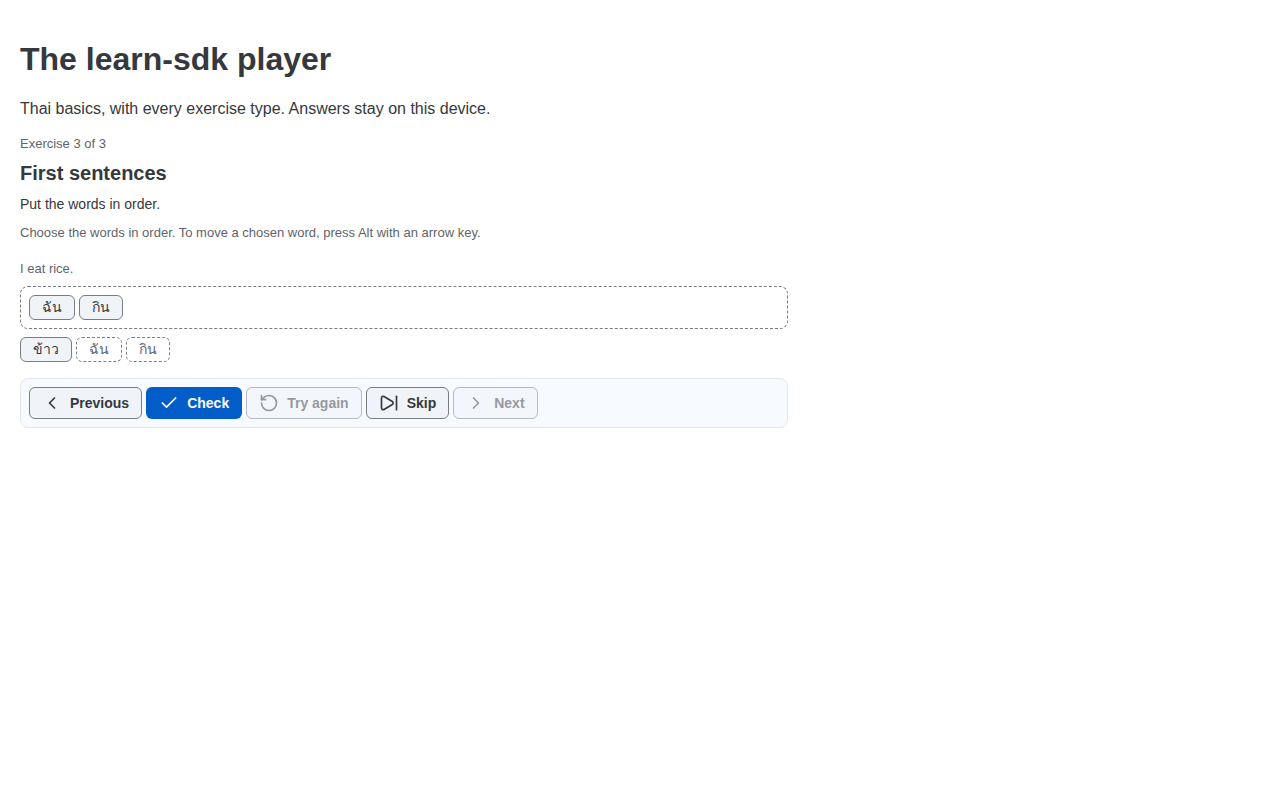 The learn-sdk player
Thai basics, with every exercise type. Answers stay on this device.
Exercise 3 of 3
First sentences
Put the words in order.
Choose the words in order. To move a chosen word, press Alt with an arrow key.
I eat rice.
ฉัน กิน
ข้าว ฉัน กิน
Previous Check Try again Skip Next